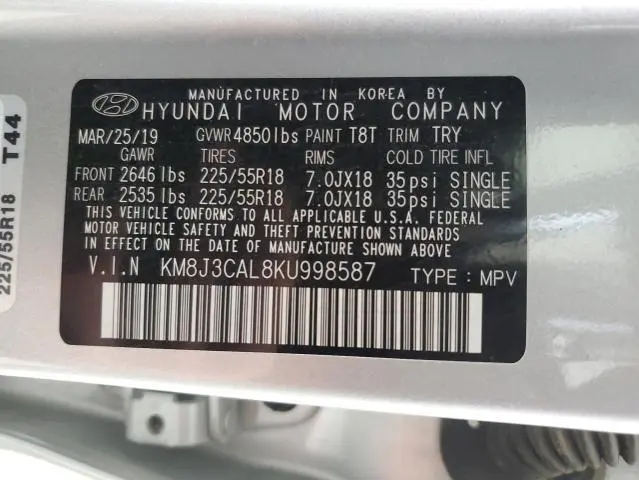 MANUFACTURED IN KOREA BY
HYUNDAI MOTOR COMPANY
MAR/25/19 GVWR 4850lbs PAINT T8T TRIM TRY
GAWR TIRES RIMS COLD TIRE INFL
FRONT 2646lbs 225/55R18 7.0JX18 35psi SINGLE
REAR 2535lbs 225/55R18 7.0JX18 35psi SINGLE
THIS VEHICLE CONFORMS TO ALL APPLICABLE U.S.A. FEDERAL
MOTOR VEHICLE SAFETY AND THEFT PREVENTION STANDARDS
IN EFFECT ON THE DATE OF MANUFACTURE SHOWN ABOVE.
V.I.N KM8J3CAL8KU998587 TYPE : MPV
225/55R18 T44